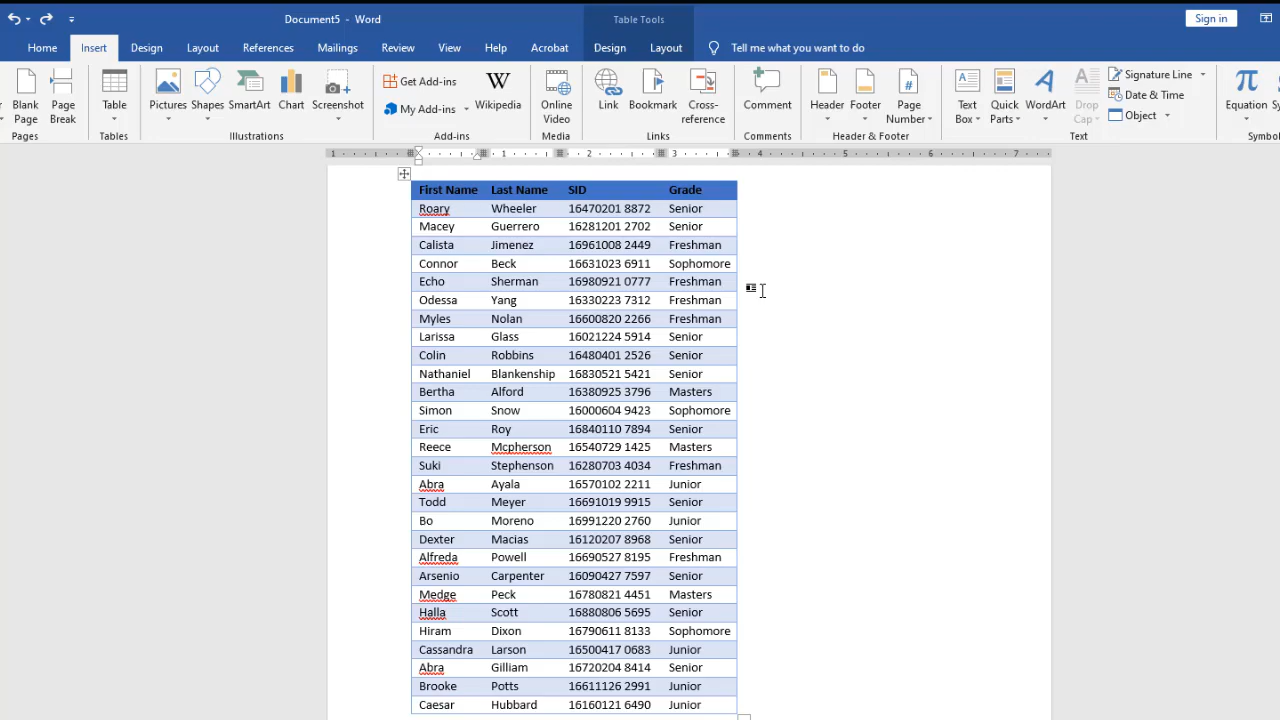 Document5 - Word
Table Tools
Sign in
Home Insert Design Layout References Mailings Review View Help Acrobat Design Layout Tell me what you want to do
Blank Page
Page Break
Table
Pictures
Shapes
SmartArt
Chart
Screenshot
Get Add-ins
My Add-ins
Wikipedia
Online Video
Link
Bookmark
Cross-reference
Comment
Header
Footer
Page Number
Text Box
Quick Parts
WordArt
Drop Cap
Signature Line
Date & Time
Object
Equation
Pages
Tables
Illustrations
Add-ins
Media
Links
Comments
Header & Footer
Text
1 1 2 3 4 5 6 7
First Name Last Name SID Grade
Roary Wheeler 16470201 8872 Senior
Macey Guerrero 16281201 2702 Senior
Calista Jimenez 16961008 2449 Freshman
Connor Beck 16631023 6911 Sophomore
Echo Sherman 16980921 0777 Freshman
Odessa Yang 16330223 7312 Freshman
Myles Nolan 16600820 2266 Freshman
Larissa Glass 16021224 5914 Senior
Colin Robbins 16480401 2526 Senior
Nathaniel Blankenship 16830521 5421 Senior
Bertha Alford 16380925 3796 Masters
Simon Snow 16000604 9423 Sophomore
Eric Roy 16840110 7894 Senior
Reece Mcpherson 16540729 1425 Masters
Suki Stephenson 16280703 4034 Freshman
Abra Ayala 16570102 2211 Junior
Todd Meyer 16691019 9915 Senior
Bo Moreno 16991220 2760 Junior
Dexter Macias 16120207 8968 Senior
Alfreda Powell 16690527 8195 Freshman
Arsenio Carpenter 16090427 7597 Senior
Medge Peck 16780821 4451 Masters
Halla Scott 16880806 5695 Senior
Hiram Dixon 16790611 8133 Sophomore
Cassandra Larson 16500417 0683 Junior
Abra Gilliam 16720204 8414 Senior
Brooke Potts 16611126 2991 Junior
Caesar Hubbard 16160121 6490 Junior